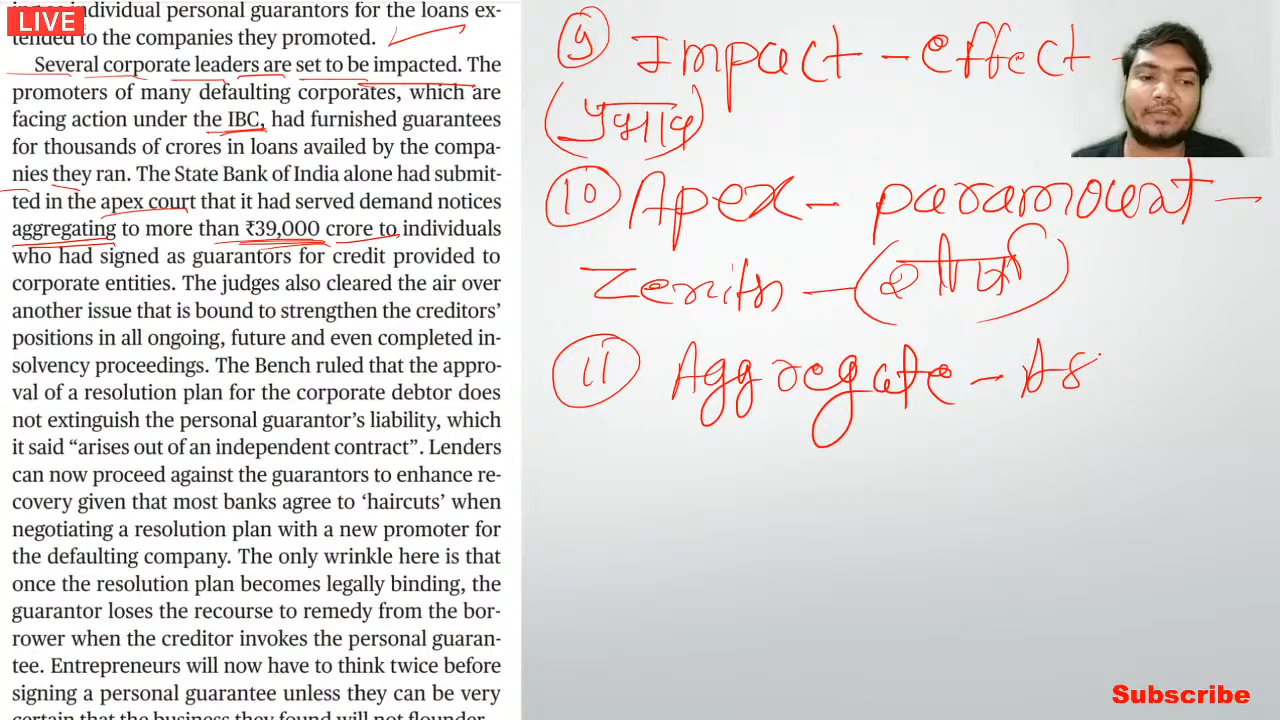 LIVE
as individual personal guarantors for the loans ex-
tended to the companies they promoted.
Several corporate leaders are set to be impacted. The
promoters of many defaulting corporates, which are
facing action under the IBC, had furnished guarantees
for thousands of crores in loans availed by the compa-
nies they ran. The State Bank of India alone had submit-
ted in the apex court that it had served demand notices
aggregating to more than ₹39,000 crore to individuals
who had signed as guarantors for credit provided to
corporate entities. The judges also cleared the air over
another issue that is bound to strengthen the creditors’
positions in all ongoing, future and even completed in-
solvency proceedings. The Bench ruled that the appro-
val of a resolution plan for the corporate debtor does
not extinguish the personal guarantor’s liability, which
it said “arises out of an independent contract”. Lenders
can now proceed against the guarantors to enhance re-
covery given that most banks agree to ‘haircuts’ when
negotiating a resolution plan with a new promoter for
the defaulting company. The only wrinkle here is that
once the resolution plan becomes legally binding, the
guarantor loses the recourse to remedy from the bor-
rower when the creditor invokes the personal guaran-
tee. Entrepreneurs will now have to think twice before
signing a personal guarantee unless they can be very
certain that the business they found will not flounder.
9 Impact - effect -
(प्रभाव)
10 Apex - paramount -
Zenith - (शीर्ष)
11 Aggregate - As
Subscribe